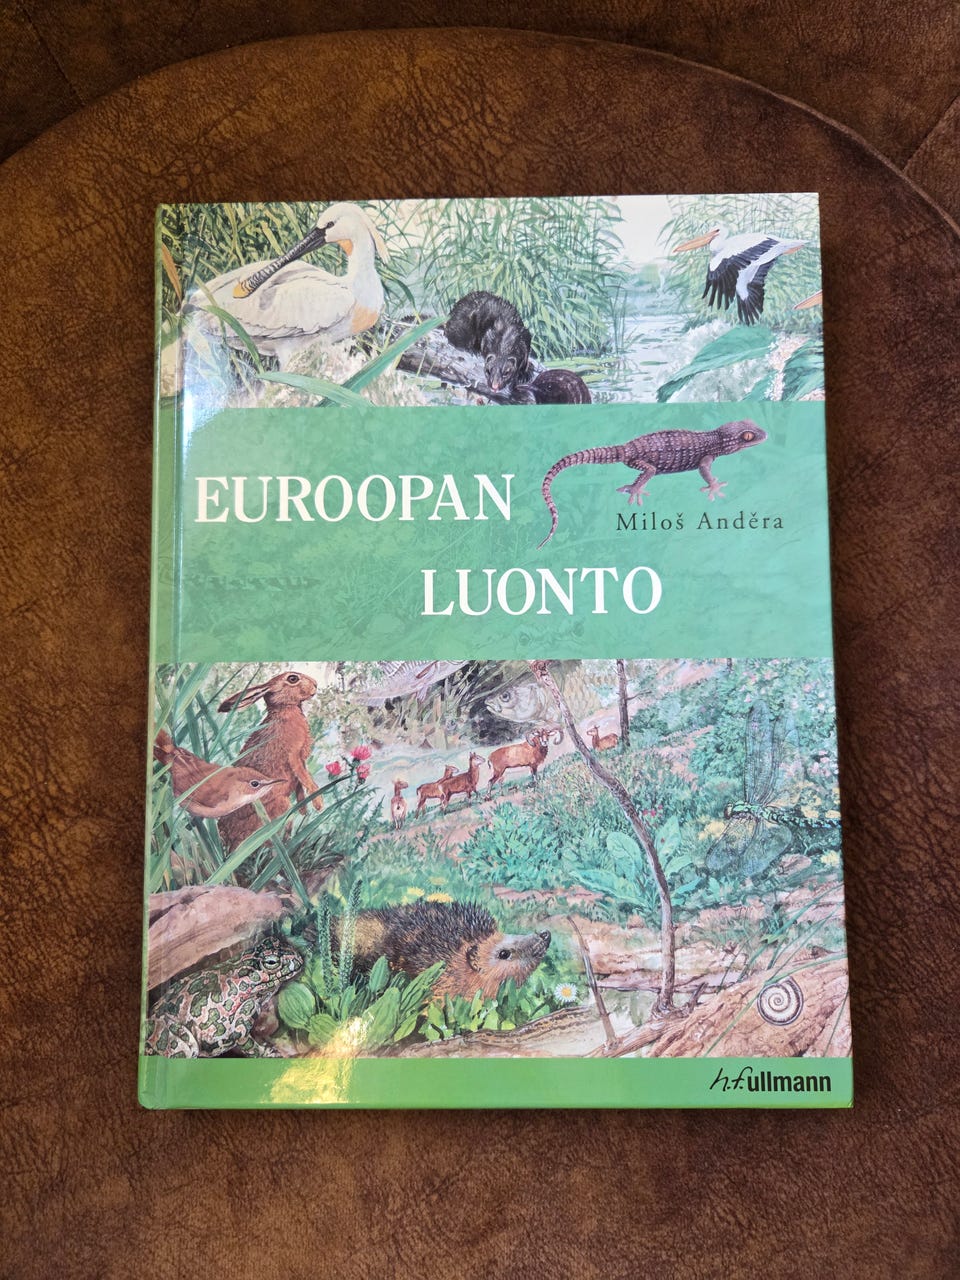 EUROOPAN
Miloš Anděra
LUONTO
h.f.ullmann